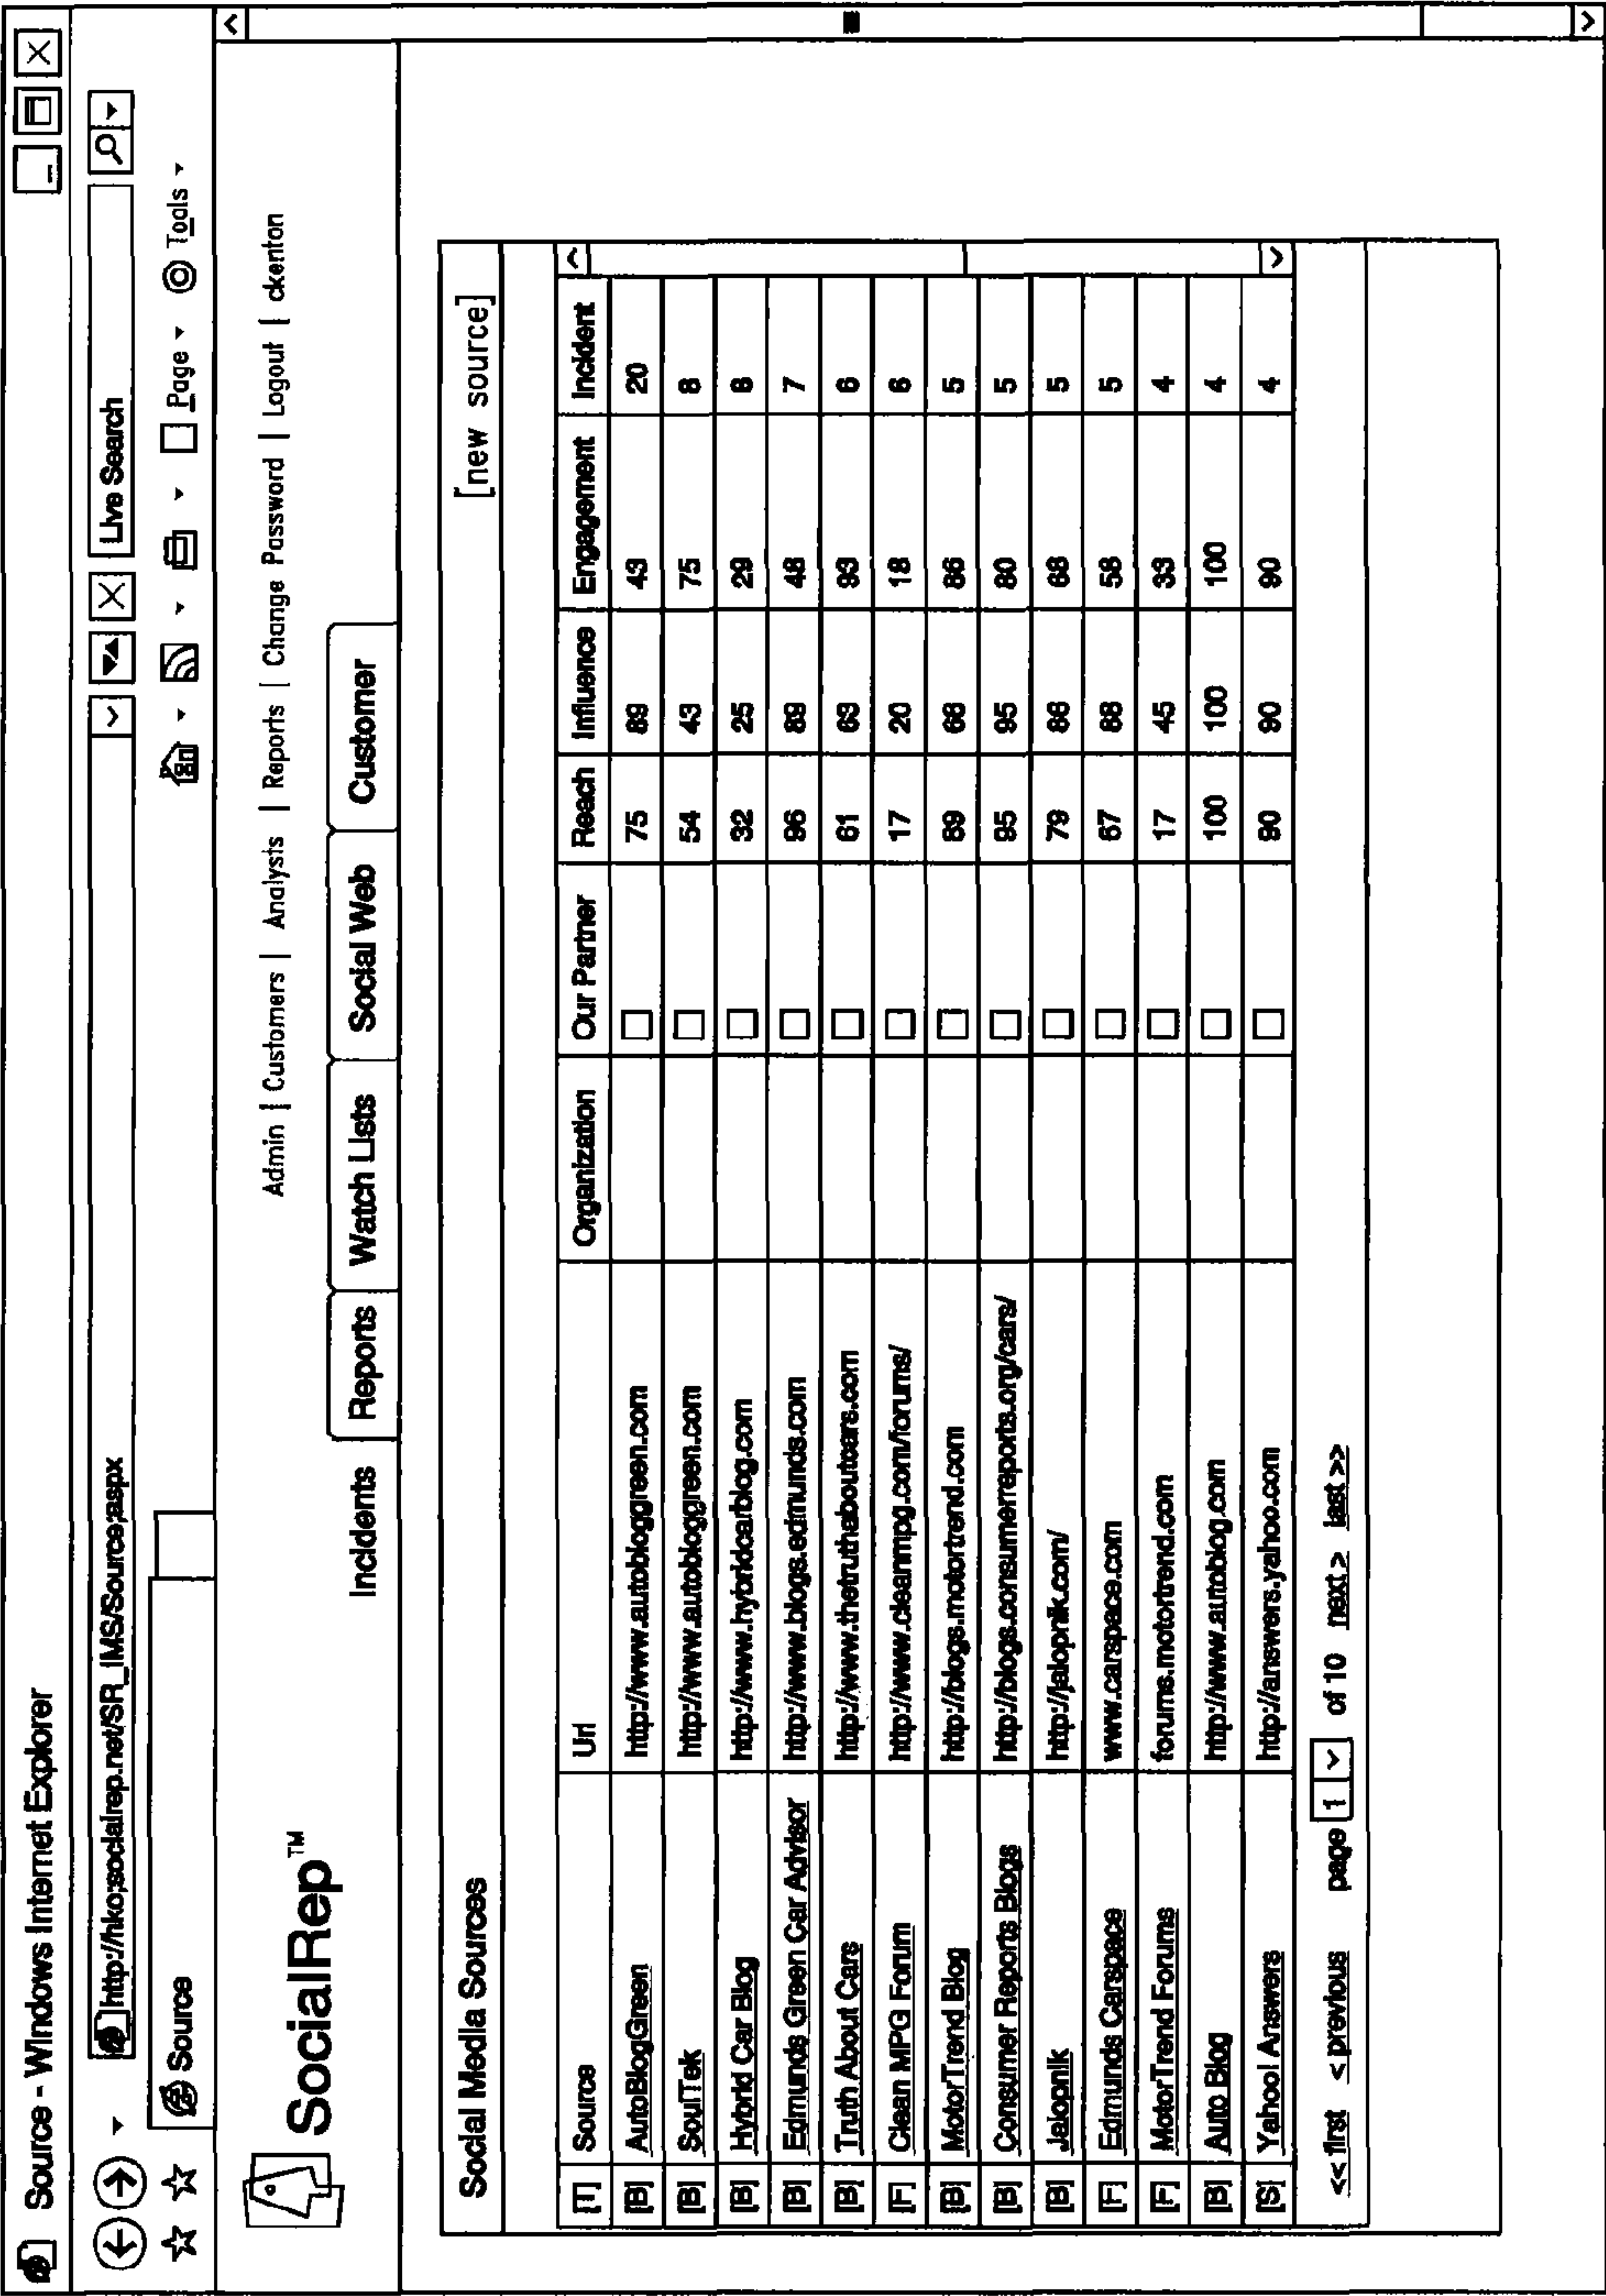 Source - Windows Internet Explorer
http://hko;socialrep.net/SR_IMS/Source;aspx
Live Search
Source
Page Tools
SocialRep™
Admin | Customers | Analysis | Reports | Change Password | Logout | ckenton
Incidents Reports Watch Lists Social Web Customer
Social Media Sources [new source]
[T] Source Url Organization Our Partner Reach Influence Engagement Incident
[B] AutoBlogGreen http://www.autobloggreen.com 75 89 43 20
[B] SoulTek http://www.autobloggreen.com 54 43 75 8
[B] Hybrid Car Blog http://www.hybridcarblog.com 32 25 29 8
[B] Edmunds Green Car Advisor http://www.blogs.edmunds.com 96 89 48 7
[B] Truth About Cars http://www.thetruthaboutcars.com 61 63 93 6
[F] Clean MPG Forum http://www.cleanmpg.com/forums/ 17 20 18 6
[B] MotorTrend Blog http://blogs.motortrend.com 89 68 86 5
[B] Consumer Reports Blogs http://blogs.consumerreports.org/cars/ 95 95 80 5
[B] Jalopnik http://jalopnik.com/ 79 86 68 5
[F] Edmunds Carspace www.carspace.com 67 88 58 5
[F] MotorTrend Forums forums.motortrend.com 17 45 33 4
[B] Auto Blog http://www.autoblog.com 100 100 100 4
[S] Yahoo! Answers http://answers.yahoo.com 90 90 90 4
<< first < previous page 1 of 10 next > last >>